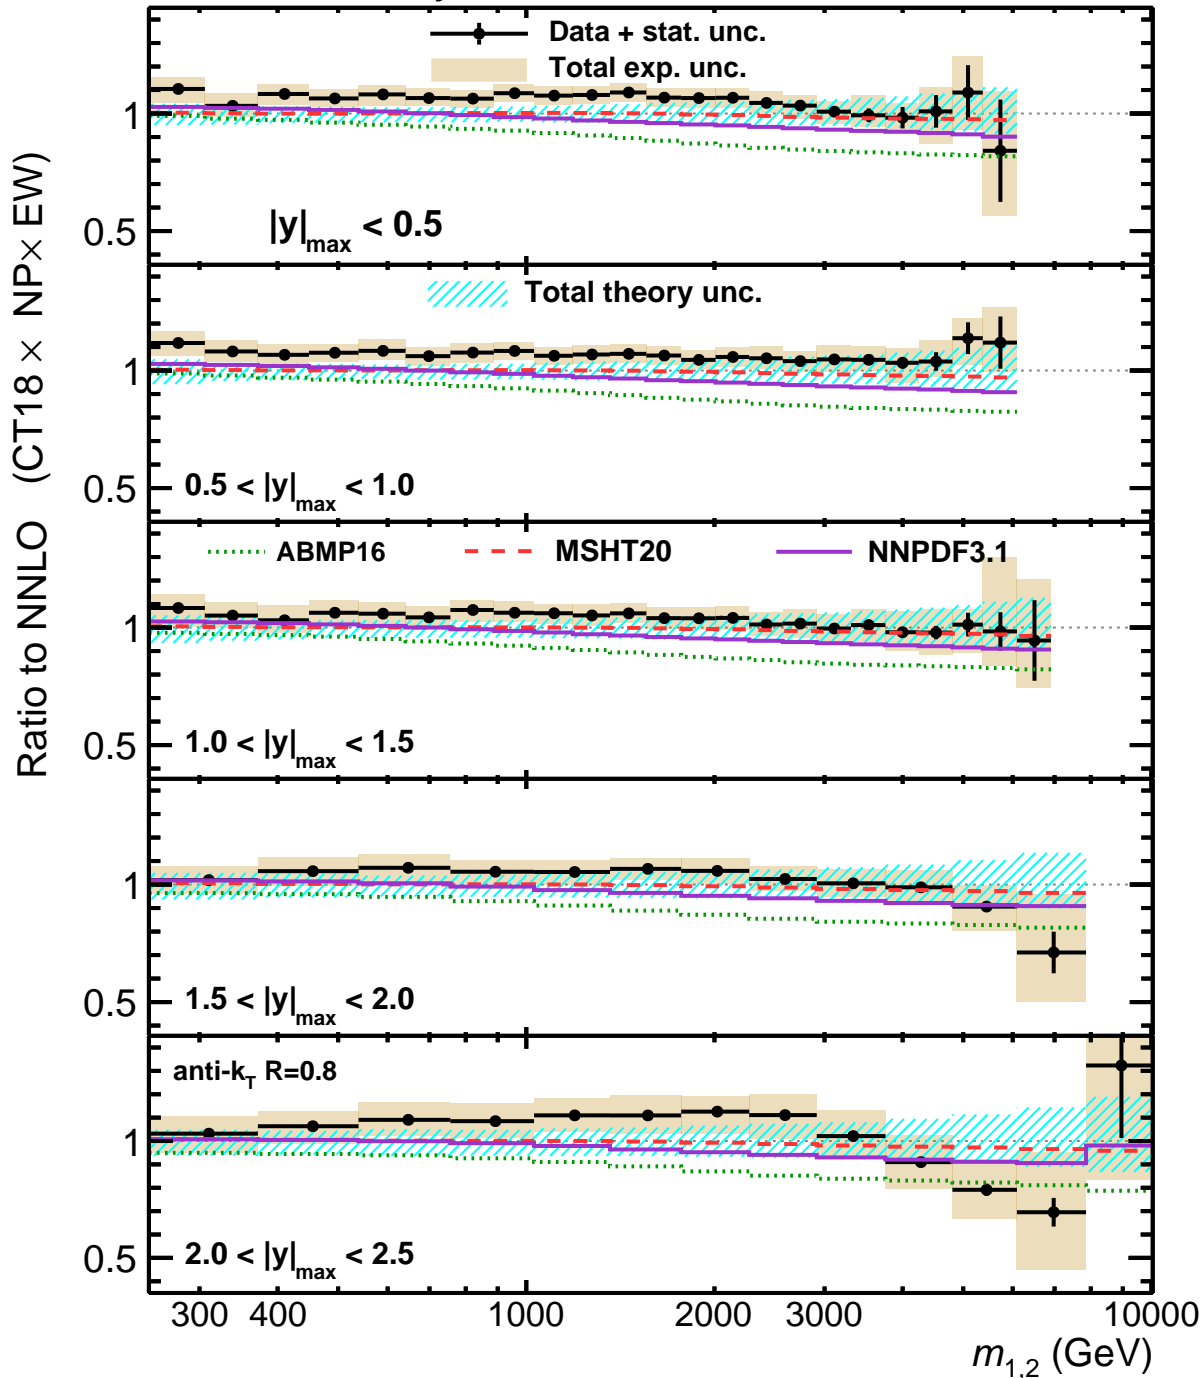 Data + stat. unc.
Total exp. unc.
1
|y|max < 0.5
0.5
Total theory unc.
1
0.5 < |y|max < 1.0
0.5
ABMP16 MSHT20 NNPDF3.1
1
1.0 < |y|max < 1.5
0.5
1
1.5 < |y|max < 2.0
0.5
anti-kT R=0.8
1
2.0 < |y|max < 2.5
0.5
300 400 1000 2000 3000 10000
m1,2 (GeV)
Ratio to NNLO (CT18 × NP× EW)